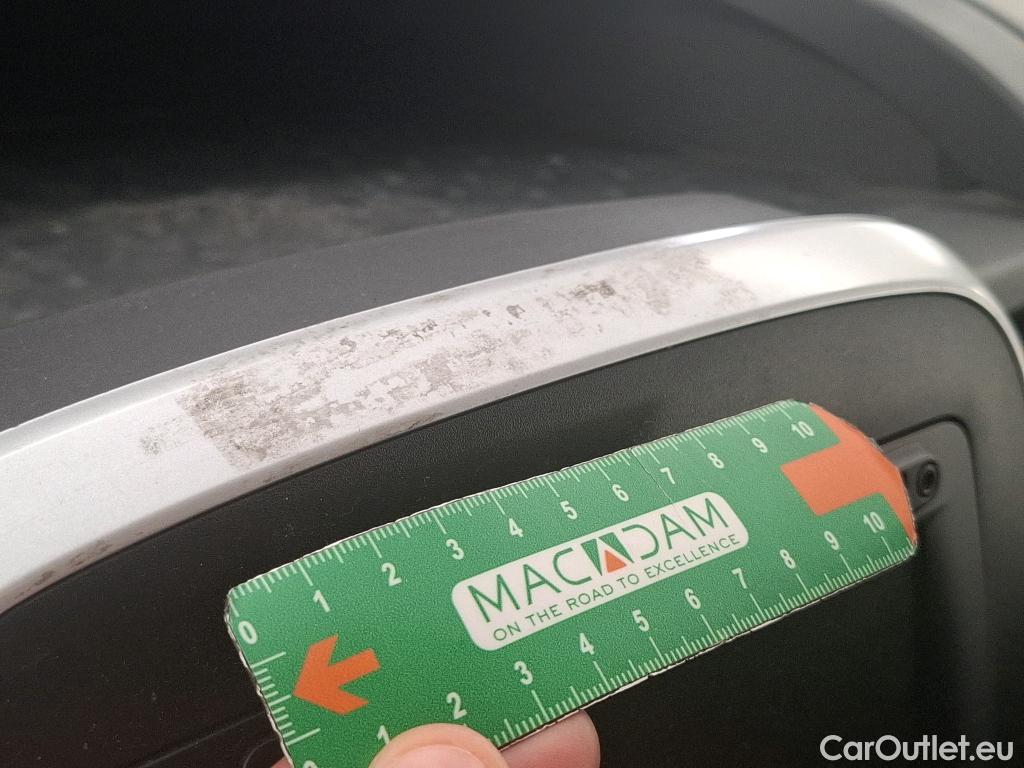 0 1 2 3 4 5 6 7 8 9 10
MACADAM
ON THE ROAD TO EXCELLENCE
1 2 3 4 5 6 7 8 9 10
CarOutlet.eu